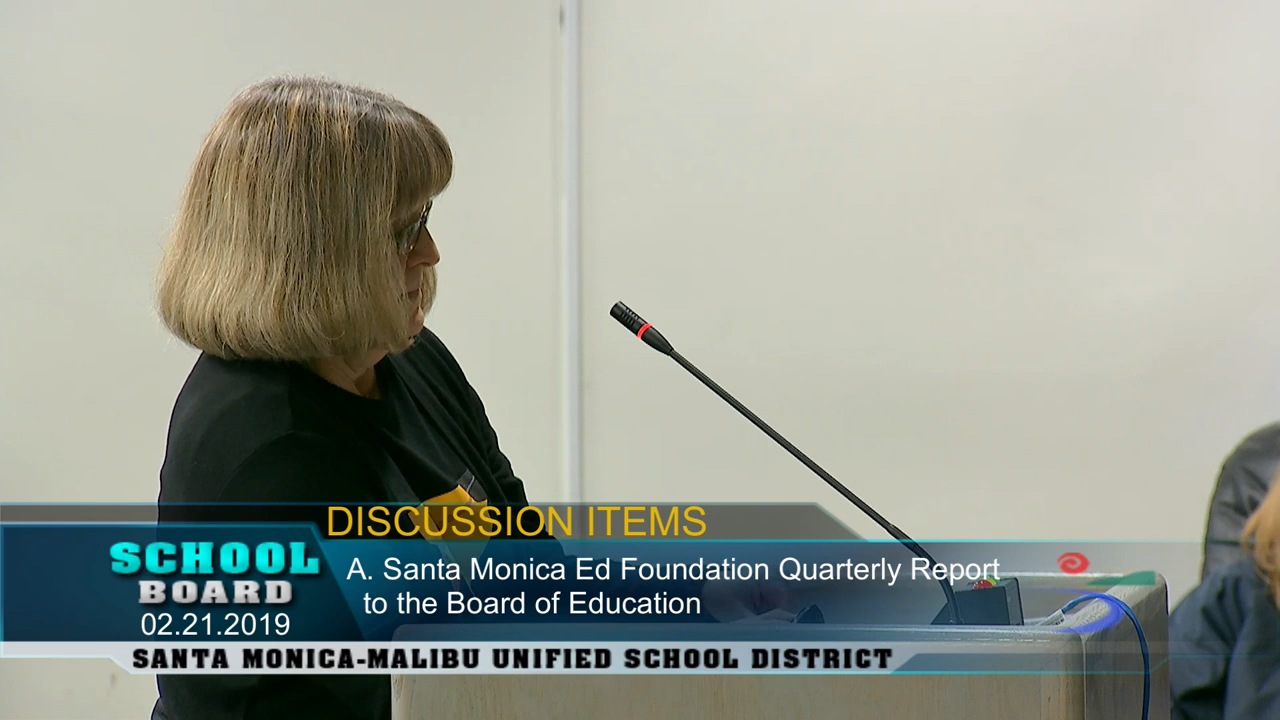 DISCUSSION ITEMS
SCHOOL
BOARD
02.21.2019
A. Santa Monica Ed Foundation Quarterly Report
to the Board of Education
SANTA MONICA-MALIBU UNIFIED SCHOOL DISTRICT